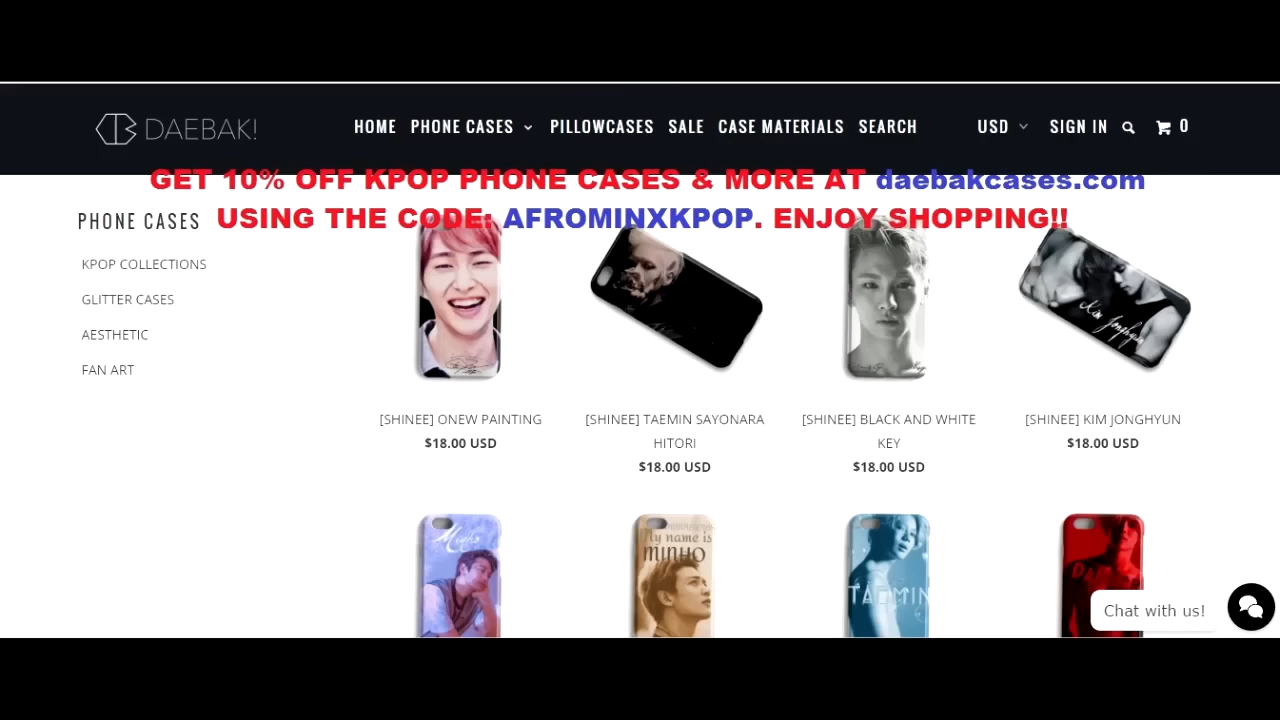 DAEBAK!
HOME PHONE CASES PILLOWCASES SALE CASE MATERIALS SEARCH USD SIGN IN 0
GET 10% OFF KPOP PHONE CASES & MORE AT daebakcases.com
USING THE CODE: AFROMINXKPOP. ENJOY SHOPPING!!
PHONE CASES
KPOP COLLECTIONS
GLITTER CASES
AESTHETIC
FAN ART
Kim Jonghyun
[SHINEE] ONEW PAINTING
$18.00 USD
[SHINEE] TAEMIN SAYONARA
HITORI
$18.00 USD
[SHINEE] BLACK AND WHITE
KEY
$18.00 USD
[SHINEE] KIM JONGHYUN
$18.00 USD
Minho
My name is
MINHO
TAEMIN
Chat with us!